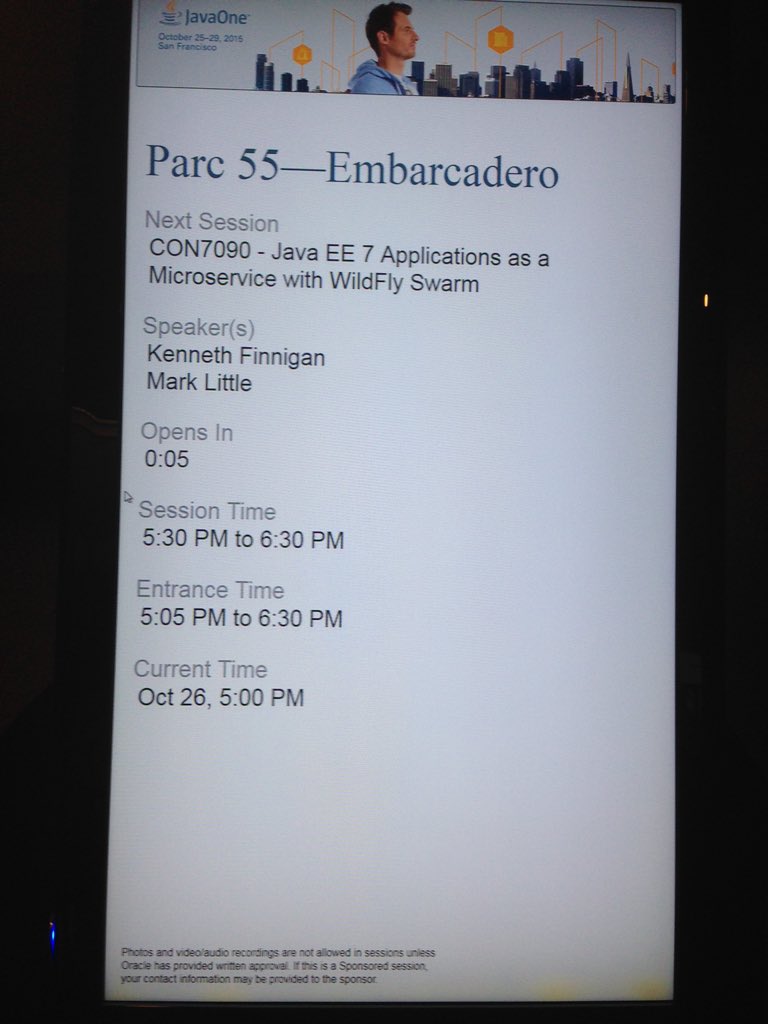 JavaOne
October 25-29, 2015
San Francisco
Parc 55—Embarcadero
Next Session
CON7090 - Java EE 7 Applications as a
Microservice with WildFly Swarm
Speaker(s)
Kenneth Finnigan
Mark Little
Opens In
0:05
Session Time
5:30 PM to 6:30 PM
Entrance Time
5:05 PM to 6:30 PM
Current Time
Oct 26, 5:00 PM
Photos and video/audio recordings are not allowed in sessions unless
Oracle has provided written approval. If this is a Sponsored session,
your contact information may be provided to the sponsor.